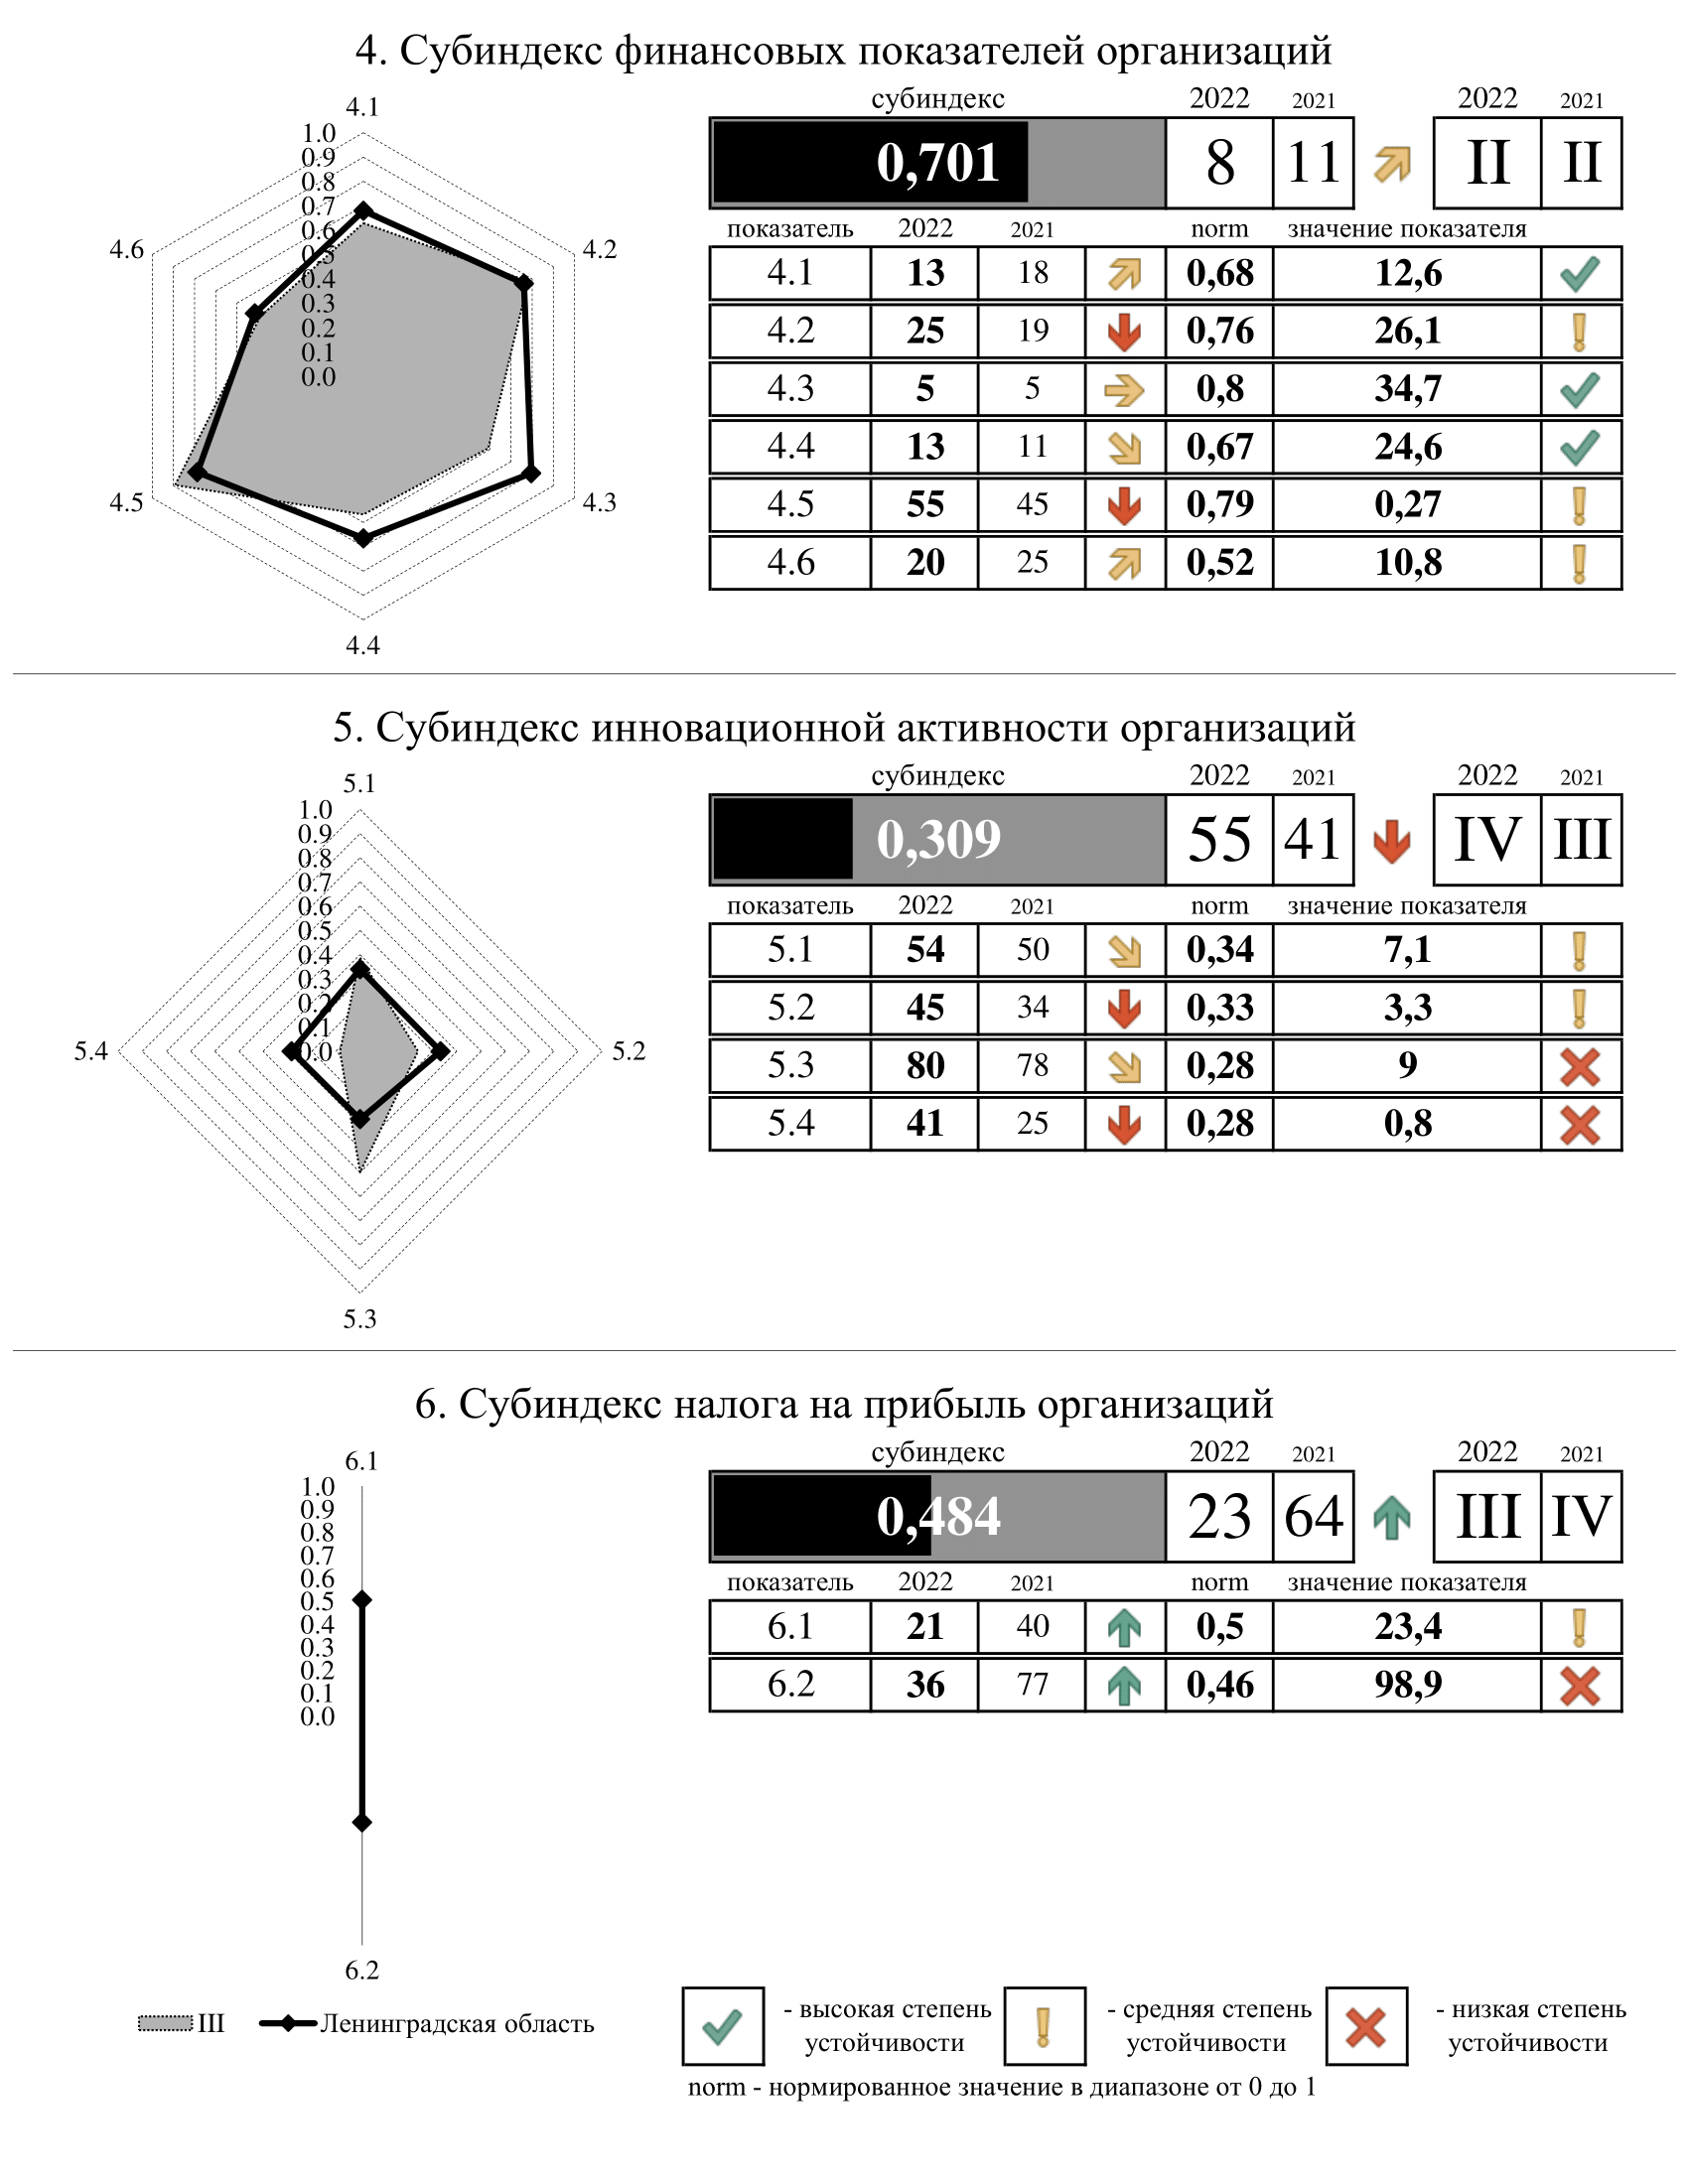 4. Субиндекс финансовых показателей организаций
4.1
1.0
0.9
0.8
0.7
0.6
0.5
0.4
0.3
0.2
0.1
0.0
4.2
4.3
4.4
4.5
4.6
субиндекс 2022 2021 2022 2021
0,701 8 11 II II
показатель 2022 2021 norm значение показателя
4.1 13 18 0,68 12,6
4.2 25 19 0,76 26,1
4.3 5 5 0,8 34,7
4.4 13 11 0,67 24,6
4.5 55 45 0,79 0,27
4.6 20 25 0,52 10,8
5. Субиндекс инновационной активности организаций
5.1
1.0
0.9
0.8
0.7
0.6
0.5
0.4
0.3
0.2
0.1
0.0
5.2
5.3
5.4
субиндекс 2022 2021 2022 2021
0,309 55 41 IV III
показатель 2022 2021 norm значение показателя
5.1 54 50 0,34 7,1
5.2 45 34 0,33 3,3
5.3 80 78 0,28 9
5.4 41 25 0,28 0,8
6. Субиндекс налога на прибыль организаций
6.1
1.0
0.9
0.8
0.7
0.6
0.5
0.4
0.3
0.2
0.1
0.0
6.2
субиндекс 2022 2021 2022 2021
0,484 23 64 III IV
показатель 2022 2021 norm значение показателя
6.1 21 40 0,5 23,4
6.2 36 77 0,46 98,9
III Ленинградская область
- высокая степень
устойчивости
- средняя степень
устойчивости
- низкая степень
устойчивости
norm - нормированное значение в диапазоне от 0 до 1